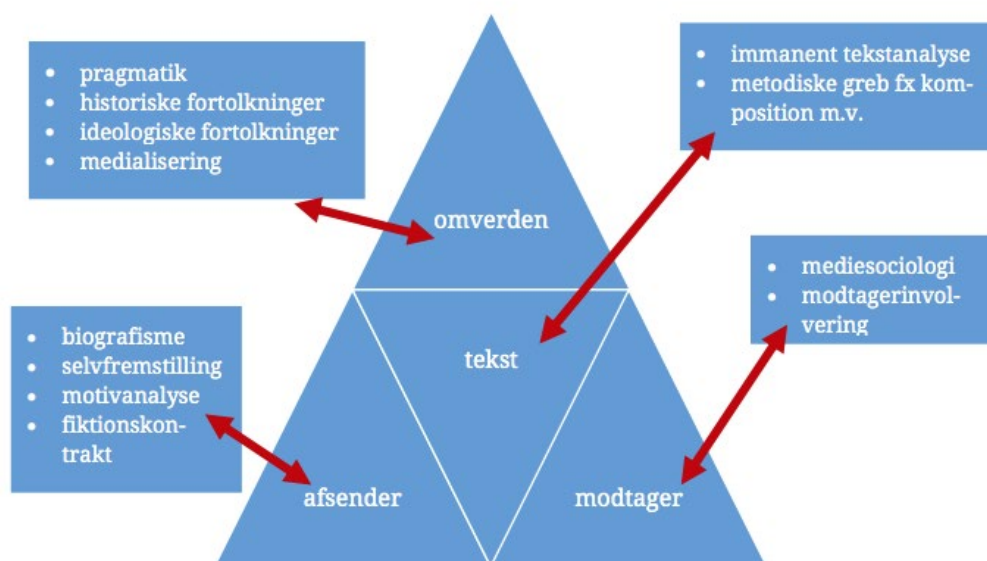 • pragmatik
• historiske fortolkninger
• ideologiske fortolkninger
• medialisering
• immanent tekstanalyse
• metodiske greb fx kom-
position m.v.
omverden
• mediesociologi
• modtagerinvol-
vering
• biografisme
• selvfremstilling
• motivanalyse
• fiktionskon-
trakt
tekst
afsender
modtager